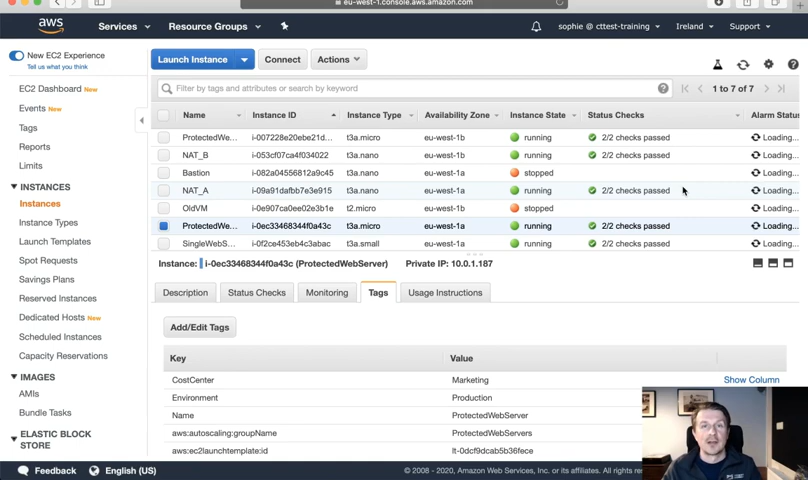 eu-west-1.console.aws.amazon.com
aws
Services
Resource Groups
sophie @ cttest-training
Ireland
Support
New EC2 Experience
Tell us what you think
EC2 Dashboard New
Events New
Tags
Reports
Limits
INSTANCES
Instances
Instance Types
Launch Templates
Spot Requests
Savings Plans
Reserved Instances
Dedicated Hosts New
Scheduled Instances
Capacity Reservations
IMAGES
AMIs
Bundle Tasks
ELASTIC BLOCK
STORE
Launch Instance
Connect
Actions
Filter by tags and attributes or search by keyword
1 to 7 of 7
Name Instance ID Instance Type Availability Zone Instance State Status Checks Alarm Status
ProtectedWe... i-007228e20ebe21d... t3a.micro eu-west-1b running 2/2 checks passed Loading...
NAT_B i-053cf07ca4f034022 t3a.nano eu-west-1b running 2/2 checks passed Loading...
Bastion i-082a04556812a9c45 t3a.nano eu-west-1a stopped Loading...
NAT_A i-09a91dafbb7e3e915 t3a.nano eu-west-1a running 2/2 checks passed Loading...
OldVM i-0e907ca0ee02e3b1e t2.micro eu-west-1b stopped Loading...
ProtectedWe... i-0ec33468344f0a43c t3a.micro eu-west-1a running 2/2 checks passed Loading...
SingleWebS... i-0f2ce453eb4c3abac t3a.small eu-west-1a running 2/2 checks passed Loading...
Instance: i-0ec33468344f0a43c (ProtectedWebServer) Private IP: 10.0.1.187
Description
Status Checks
Monitoring
Tags
Usage Instructions
Add/Edit Tags
Key Value
CostCenter Marketing Show Column
Environment Production
Name ProtectedWebServer
aws:autoscaling:groupName ProtectedWebServers
aws:ec2launchtemplate:id lt-0dcf9dcab5b36fece
Feedback
English (US)
© 2008 - 2020, Amazon Web Services, Inc. or its affiliates. All rights